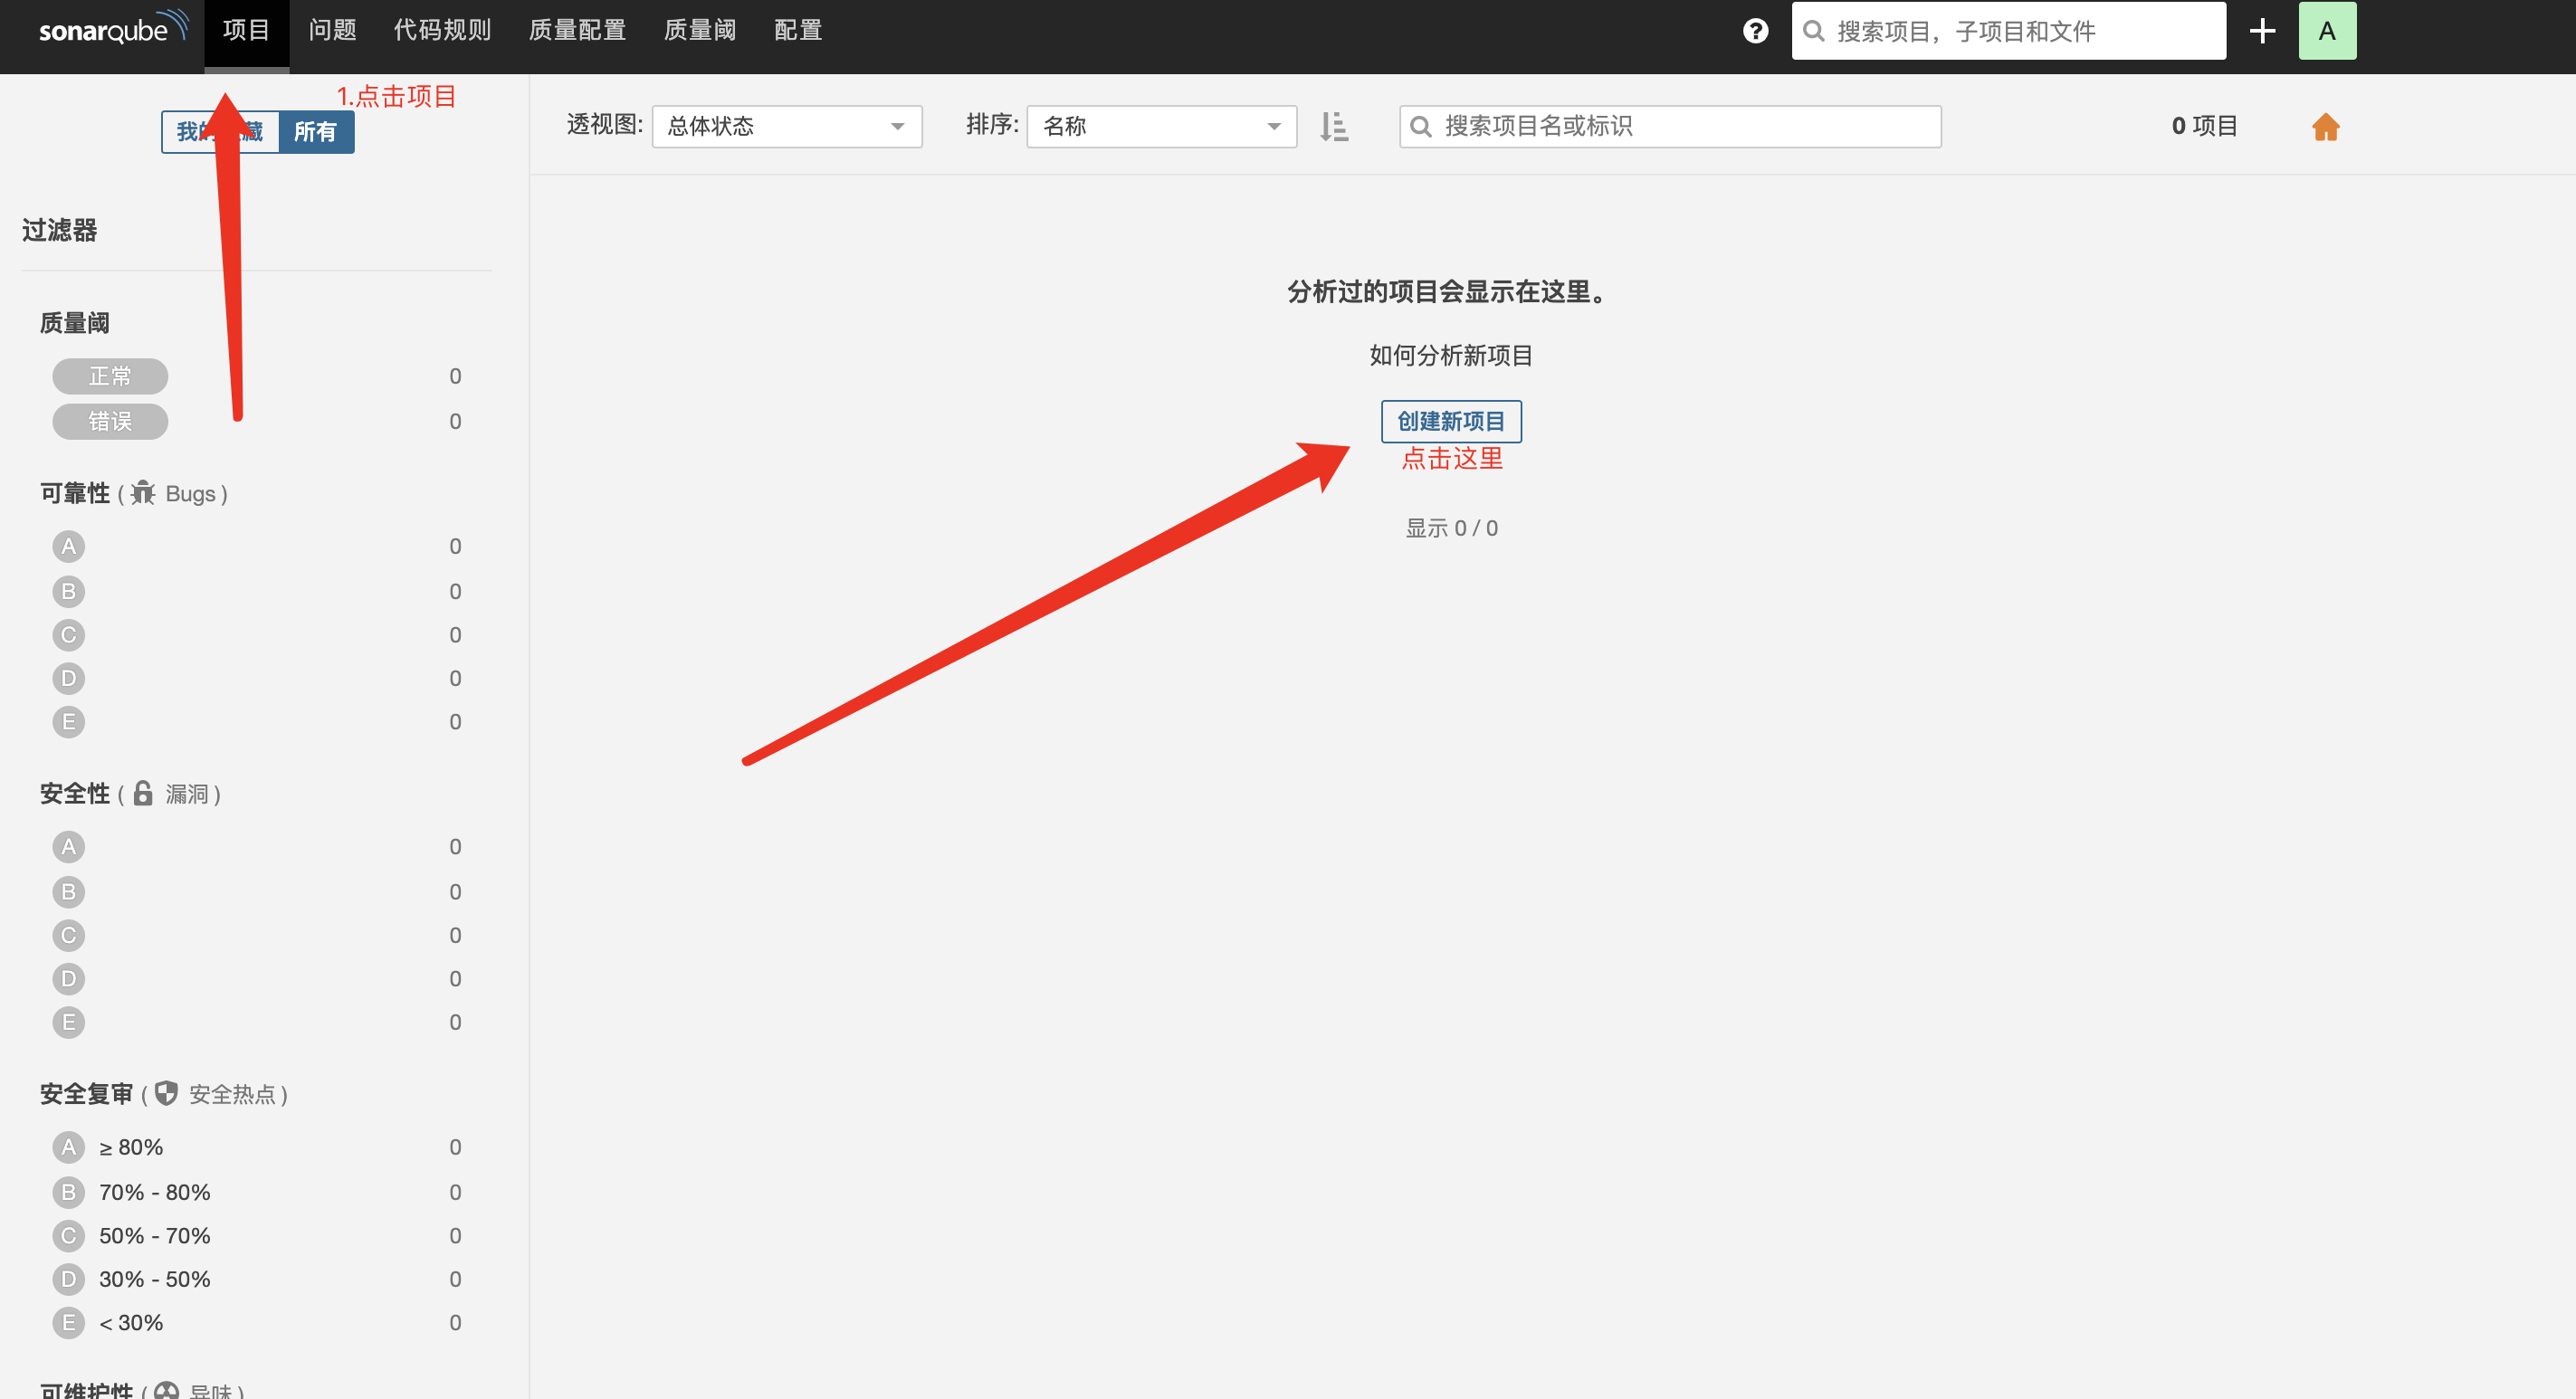 sonarqube 项目 问题 代码规则 质量配置 质量阈 配置 搜索项目，子项目和文件 A
1.点击项目
我的 藏 所有
透视图: 总体状态 排序: 名称 搜索项目名或标识 0 项目
过滤器
质量阈
正常 0
错误 0
可靠性 ( Bugs )
A 0
B 0
C 0
D 0
E 0
安全性 ( 漏洞 )
A 0
B 0
C 0
D 0
E 0
安全复审 ( 安全热点 )
A ≥ 80% 0
B 70% - 80% 0
C 50% - 70% 0
D 30% - 50% 0
E < 30% 0
可维护性 ( 异味 )
分析过的项目会显示在这里。
如何分析新项目
创建新项目
点击这里
显示 0 / 0